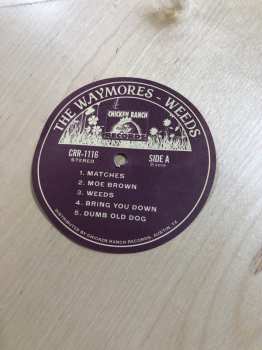 THE WAYMORES - WEEDS
CHICKEN RANCH
RECORDS
CRR-1116
STEREO
SIDE A
1. MATCHES
2. MOE BROWN
3. WEEDS
4. BRING YOU DOWN
5. DUMB OLD DOG
DISTRIBUTED BY CHICKEN RANCH RECORDS, AUSTIN, TX